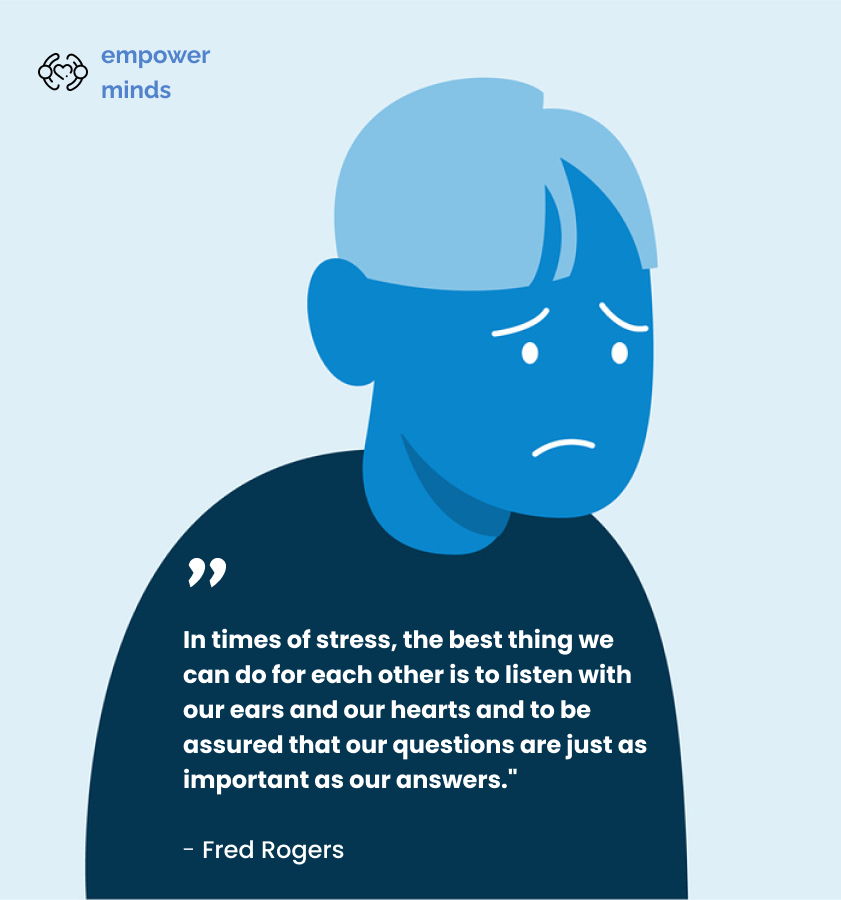 empower
minds
”
In times of stress, the best thing we
can do for each other is to listen with
our ears and our hearts and to be
assured that our questions are just as
important as our answers."
- Fred Rogers